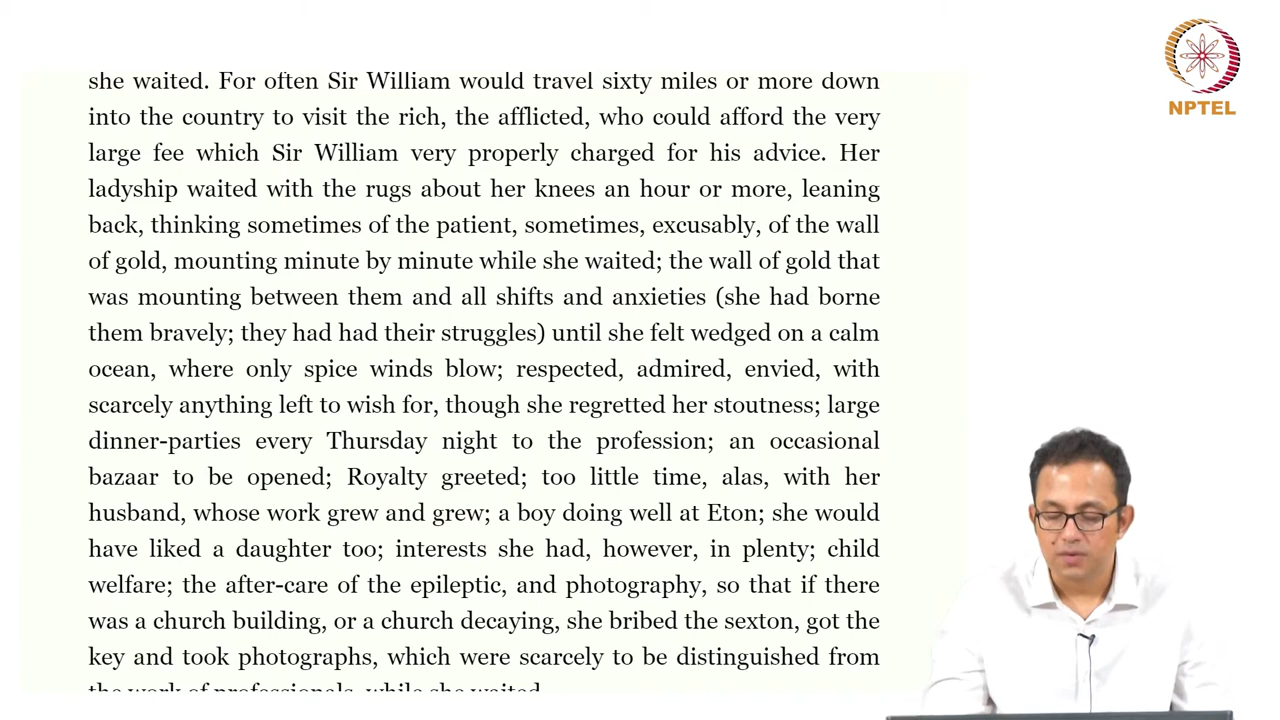 she waited. For often Sir William would travel sixty miles or more down
into the country to visit the rich, the afflicted, who could afford the very
large fee which Sir William very properly charged for his advice. Her
ladyship waited with the rugs about her knees an hour or more, leaning
back, thinking sometimes of the patient, sometimes, excusably, of the wall
of gold, mounting minute by minute while she waited; the wall of gold that
was mounting between them and all shifts and anxieties (she had borne
them bravely; they had had their struggles) until she felt wedged on a calm
ocean, where only spice winds blow; respected, admired, envied, with
scarcely anything left to wish for, though she regretted her stoutness; large
dinner-parties every Thursday night to the profession; an occasional
bazaar to be opened; Royalty greeted; too little time, alas, with her
husband, whose work grew and grew; a boy doing well at Eton; she would
have liked a daughter too; interests she had, however, in plenty; child
welfare; the after-care of the epileptic, and photography, so that if there
was a church building, or a church decaying, she bribed the sexton, got the
key and took photographs, which were scarcely to be distinguished from
the work of professionals, while she waited.
NPTEL